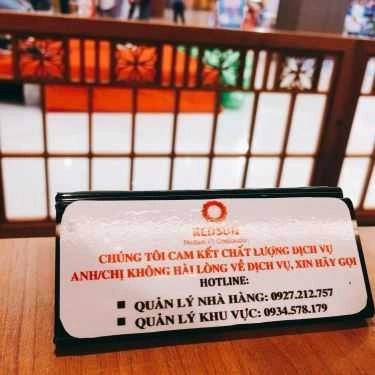 REDSUN
CHÚNG TÔI CAM KẾT CHẤT LƯỢNG DỊCH VỤ
ANH/CHỊ KHÔNG HÀI LÒNG VỀ DỊCH VỤ, XIN HÃY GỌI
HOTLINE:
■ QUẢN LÝ NHÀ HÀNG: 0927.212.757
■ QUẢN LÝ KHU VỰC: 0934.578.179